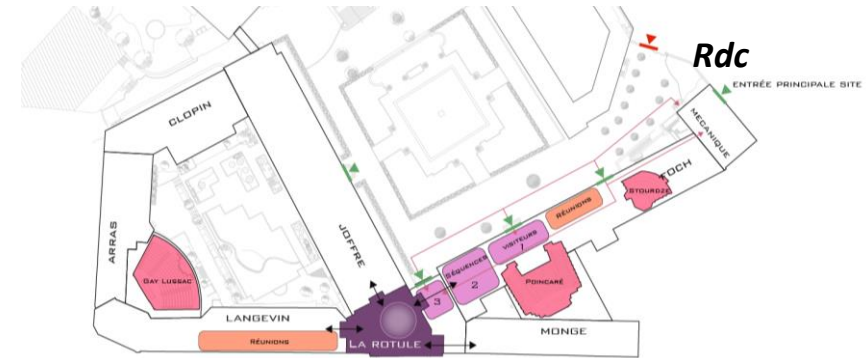 Rdc
ENTRÉE PRINCIPALE SITE
MECANIQUE
CLOPIN
FOCH
STOURDZE
RÉUNIONS
VISITEURS
1
JOFFRE
ARRAS
SÉQUENCES
2
GAY LUSSAC
POINCARÉ
3
LANGEVIN
MONGE
RÉUNIONS
LA ROTULE